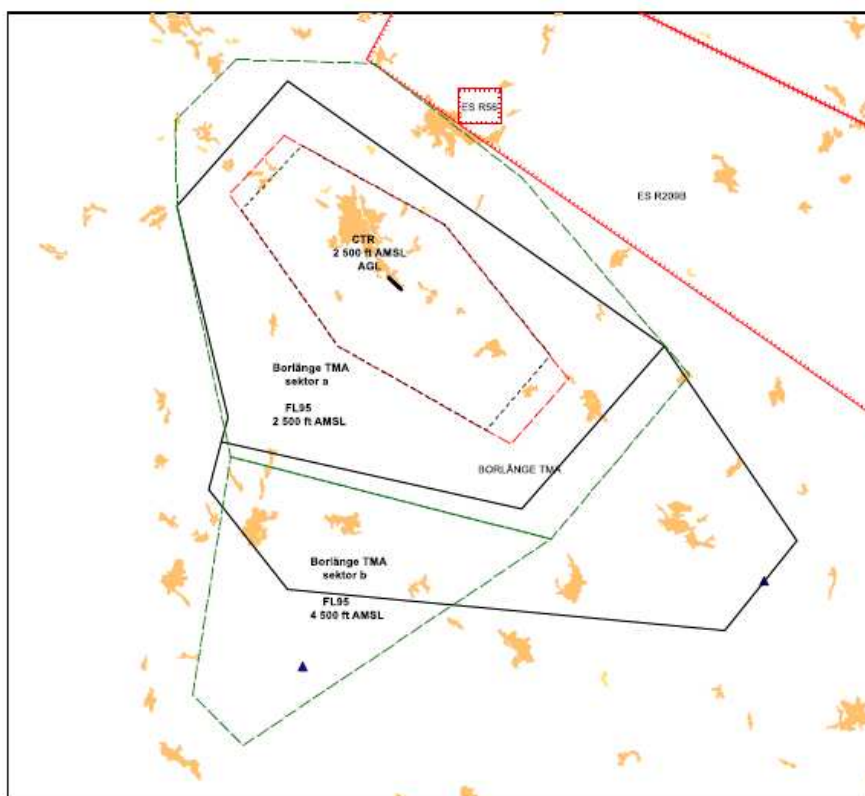 ES R56
ES R209B
CTR
2 500 ft AMSL
AGL
Borlänge TMA
sektor a
FL95
2 500 ft AMSL
BORLÄNGE TMA
Borlänge TMA
sektor b
FL95
4 500 ft AMSL